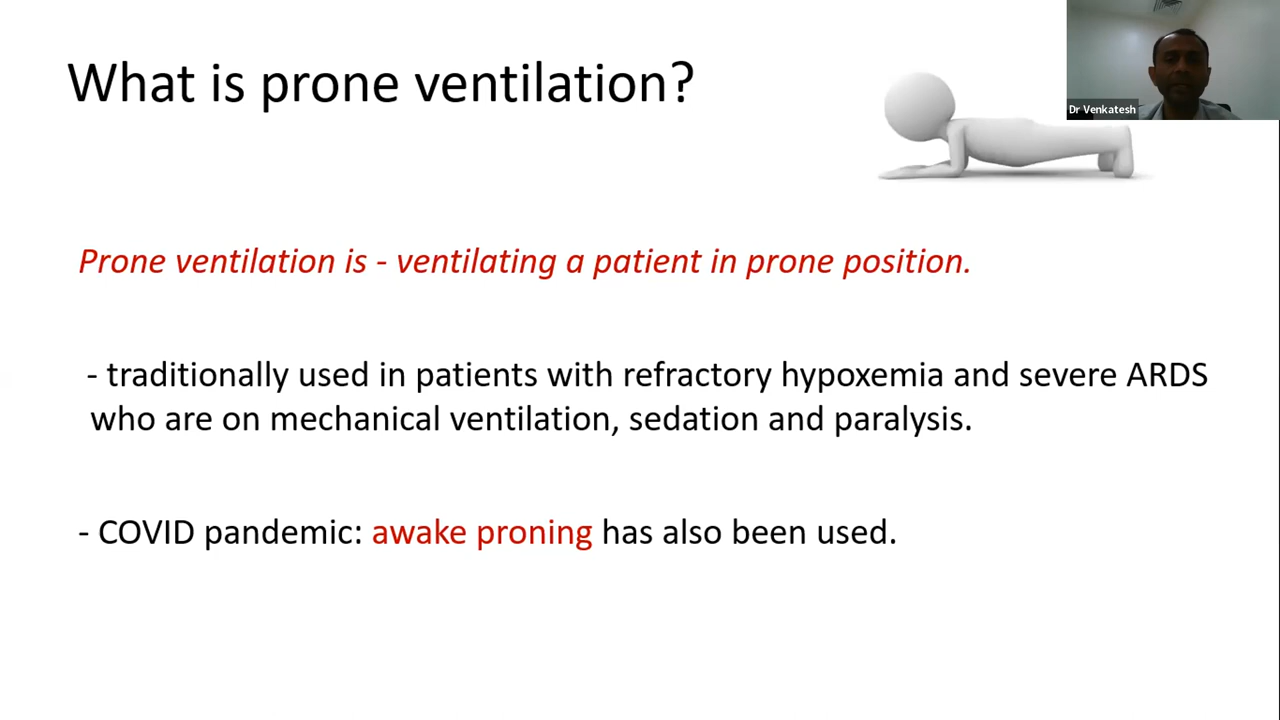 What is prone ventilation?
Dr Venkatesh
Prone ventilation is - ventilating a patient in prone position.
- traditionally used in patients with refractory hypoxemia and severe ARDS
who are on mechanical ventilation, sedation and paralysis.
- COVID pandemic: awake proning has also been used.